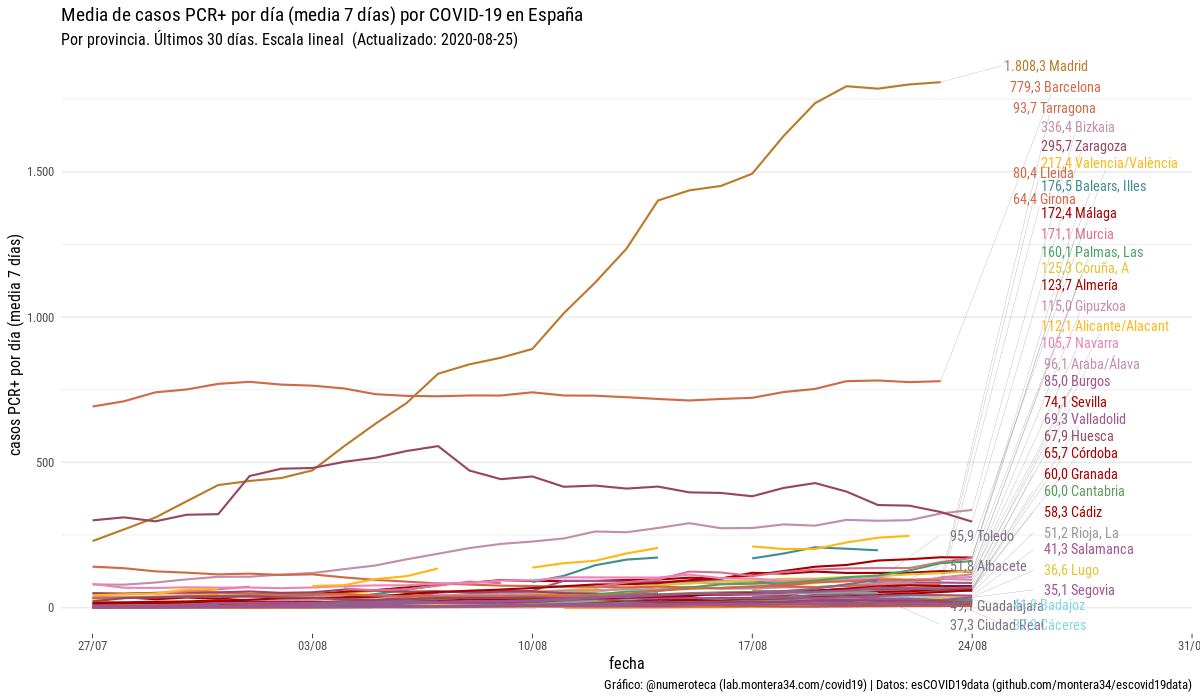 Media de casos PCR+ por día (media 7 días) por COVID-19 en España
Por provincia. Últimos 30 días. Escala lineal (Actualizado: 2020-08-25)
casos PCR+ por día (media 7 días)
1.500
1.000
500
0
1.808,3 Madrid
779,3 Barcelona
93,7 Tarragona
336,4 Bizkaia
295,7 Zaragoza
217,4 Valencia/València
80,4 Lleida
176,5 Balears, Illes
64,4 Girona
172,4 Málaga
171,1 Murcia
160,1 Palmas, Las
125,3 Coruña, A
123,7 Almería
115,0 Gipuzkoa
112,1 Alicante/Alacant
105,7 Navarra
96,1 Araba/Álava
85,0 Burgos
74,1 Sevilla
69,3 Valladolid
67,9 Huesca
65,7 Córdoba
60,0 Granada
60,0 Cantabria
58,3 Cádiz
51,2 Rioja, La
95,9 Toledo
41,3 Salamanca
51,8 Albacete
36,6 Lugo
35,1 Segovia
49,1 Guadalajara
Badajoz
37,3 Ciudad Real
Cáceres
27/07
03/08
10/08
17/08
24/08
31/0
fecha
Gráfico: @numeroteca (lab.montera34.com/covid19) | Datos: esCOVID19data (github.com/montera34/escovid19data)